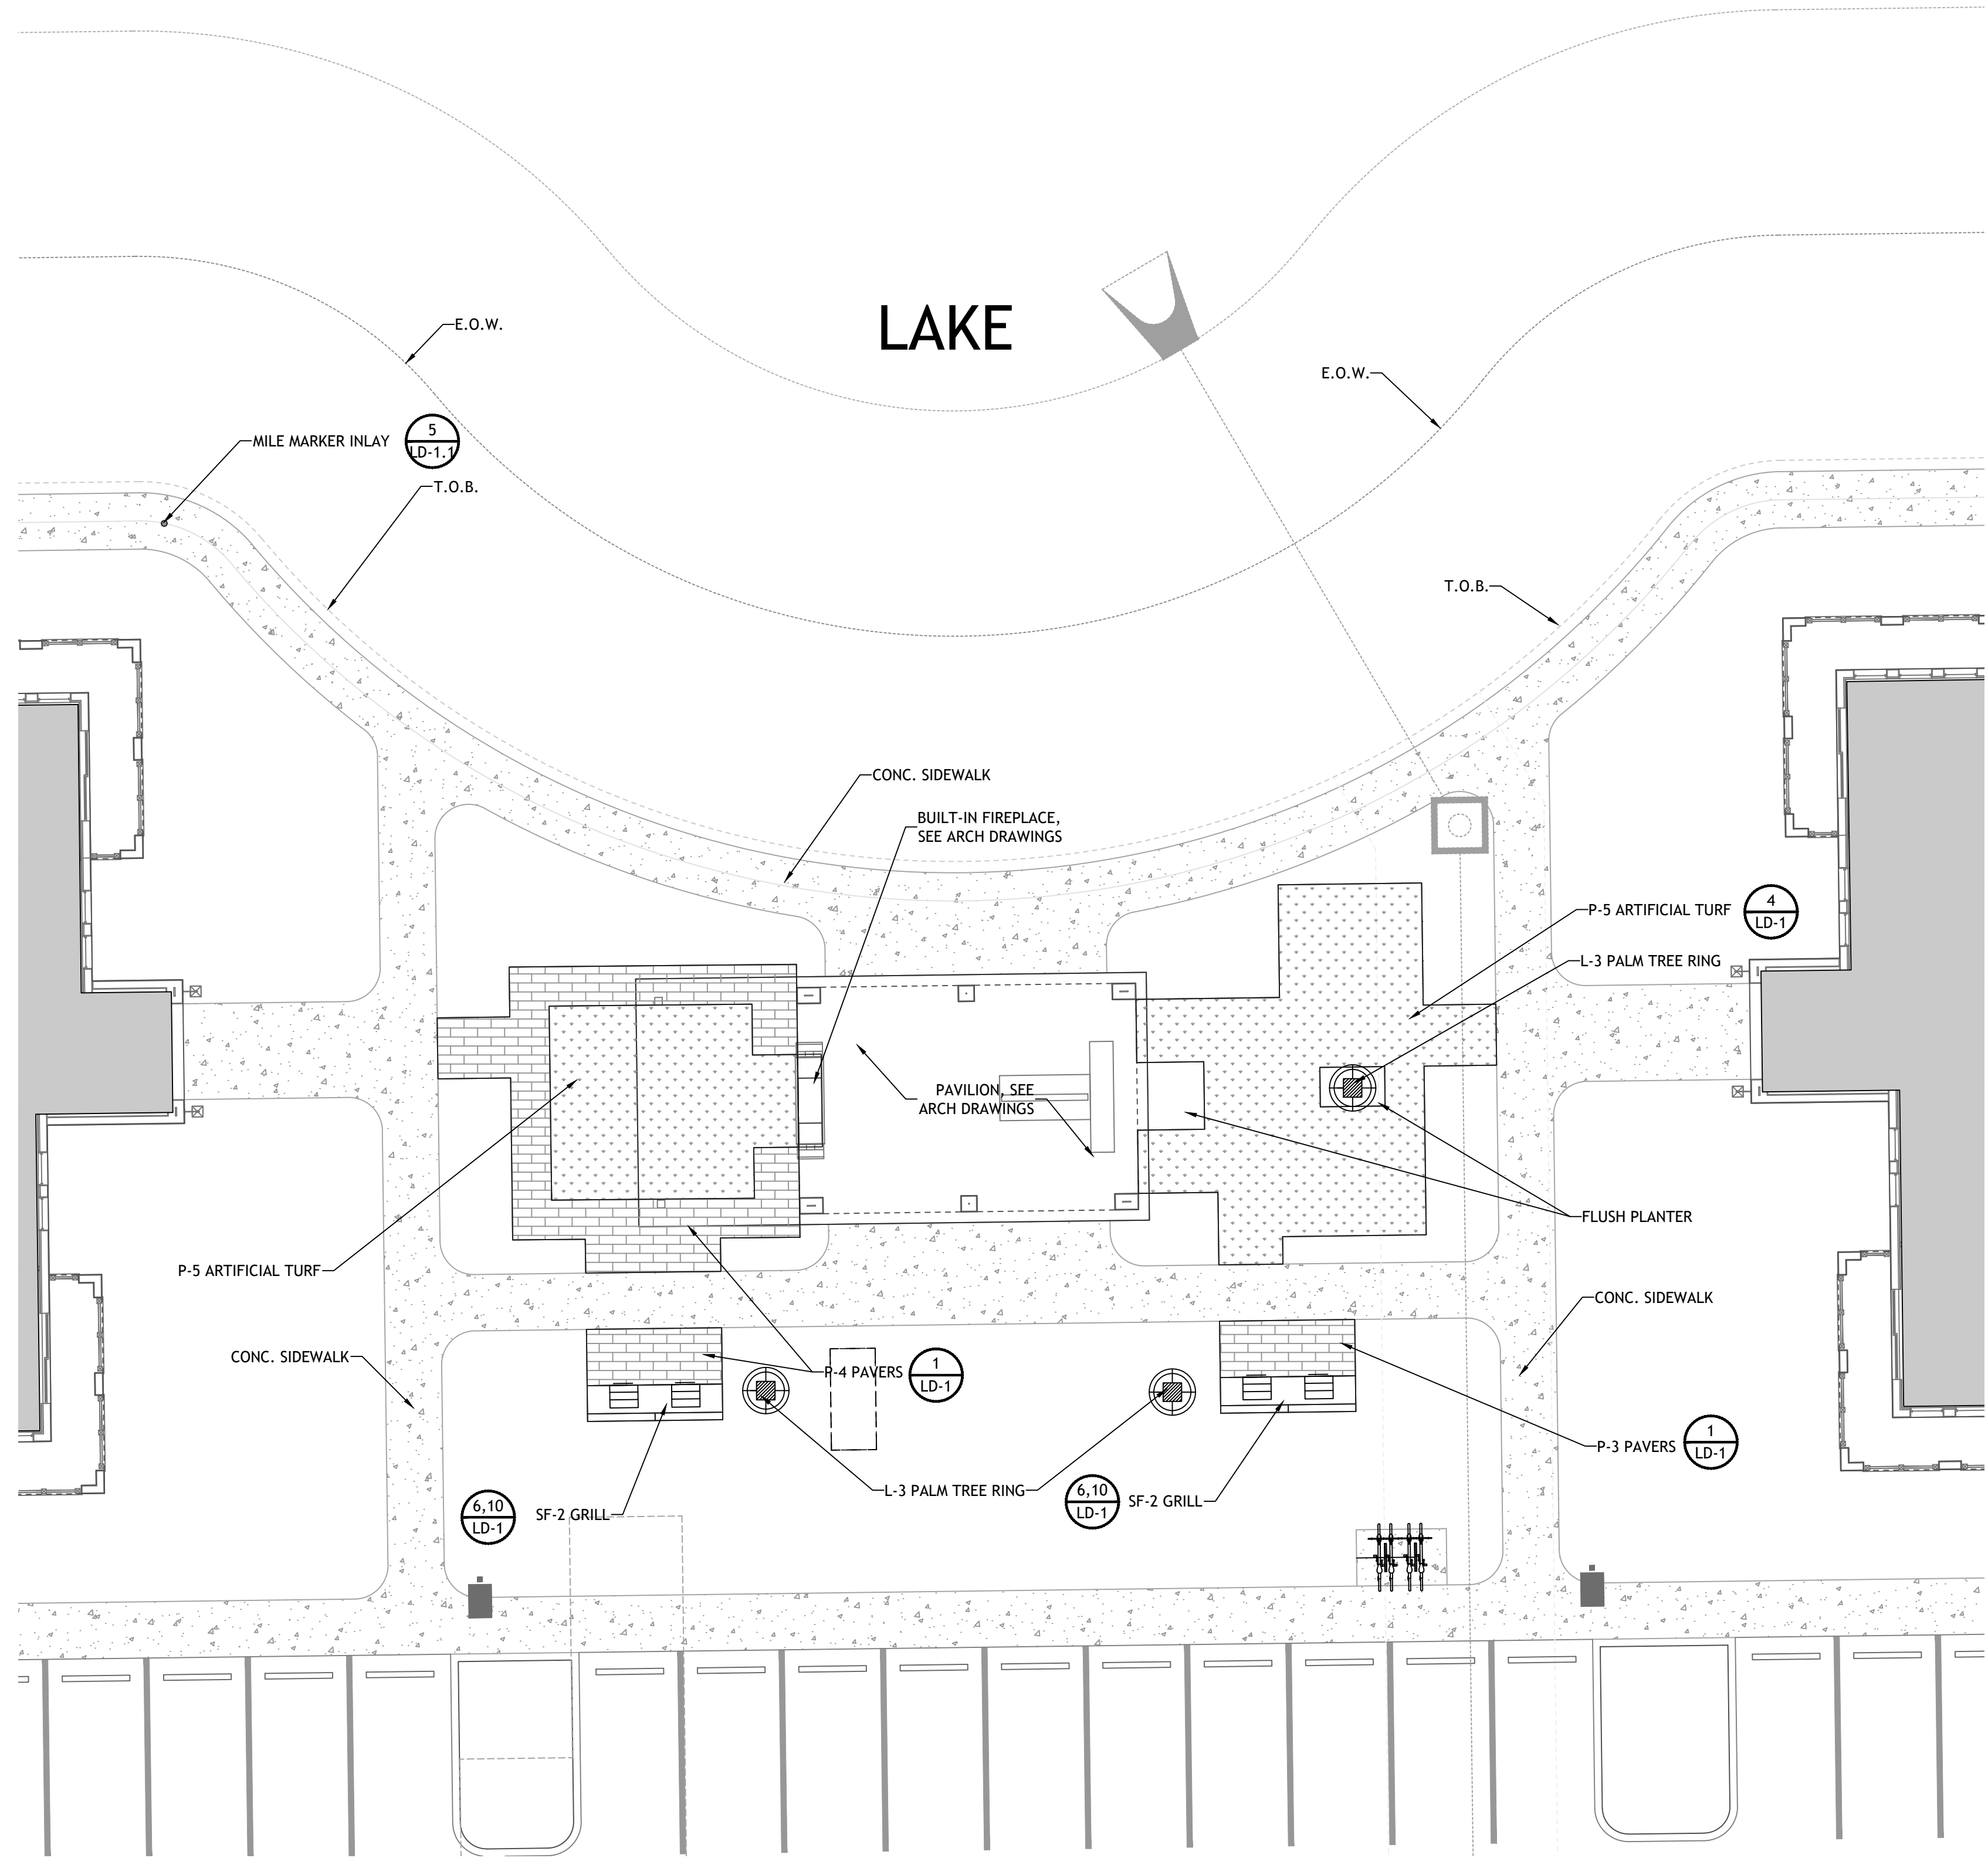 LAKE
E.O.W.
E.O.W.
MILE MARKER INLAY
5
LD-1.1
T.O.B.
T.O.B.
CONC. SIDEWALK
BUILT-IN FIREPLACE,
SEE ARCH DRAWINGS
P-5 ARTIFICIAL TURF
4
LD-1
L-3 PALM TREE RING
PAVILION, SEE
ARCH DRAWINGS
FLUSH PLANTER
P-5 ARTIFICIAL TURF
CONC. SIDEWALK
CONC. SIDEWALK
P-4 PAVERS
1
LD-1
P-3 PAVERS
1
LD-1
L-3 PALM TREE RING
6,10
LD-1
SF-2 GRILL
6,10
LD-1
SF-2 GRILL